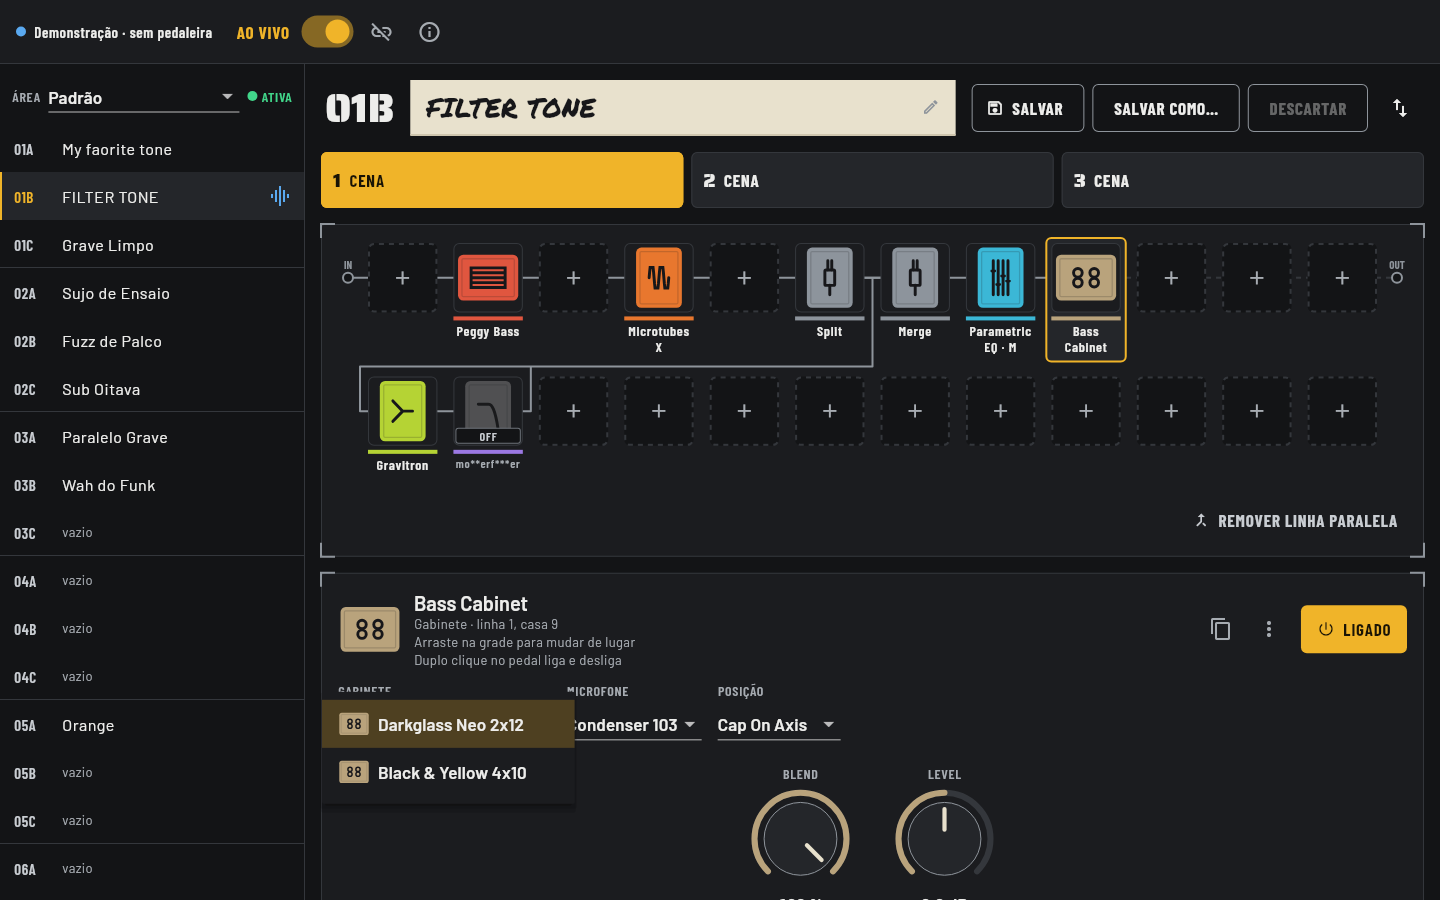 Demonstração · sem pedaleira
AO VIVO
ÁREA
Padrão
ATIVA
01A My faorite tone
01B FILTER TONE
01C Grave Limpo
02A Sujo de Ensaio
02B Fuzz de Palco
02C Sub Oitava
03A Paralelo Grave
03B Wah do Funk
03C vazio
04A vazio
04B vazio
04C vazio
05A Orange
05B vazio
05C vazio
06A vazio
01B
FILTER TONE
SALVAR
SALVAR COMO...
DESCARTAR
1 CENA
2 CENA
3 CENA
IN
OUT
Peggy Bass
Microtubes
X
Split
Merge
Parametric
EQ · M
88
Bass
Cabinet
OFF
Gravitron
mo**erf***er
REMOVER LINHA PARALELA
88
Bass Cabinet
Gabinete · linha 1, casa 9
Arraste na grade para mudar de lugar
Duplo clique no pedal liga e desliga
LIGADO
GABINETE
MICROFONE
POSIÇÃO
88 Darkglass Neo 2x12
Condenser 103
Cap On Axis
88 Black & Yellow 4x10
BLEND
LEVEL